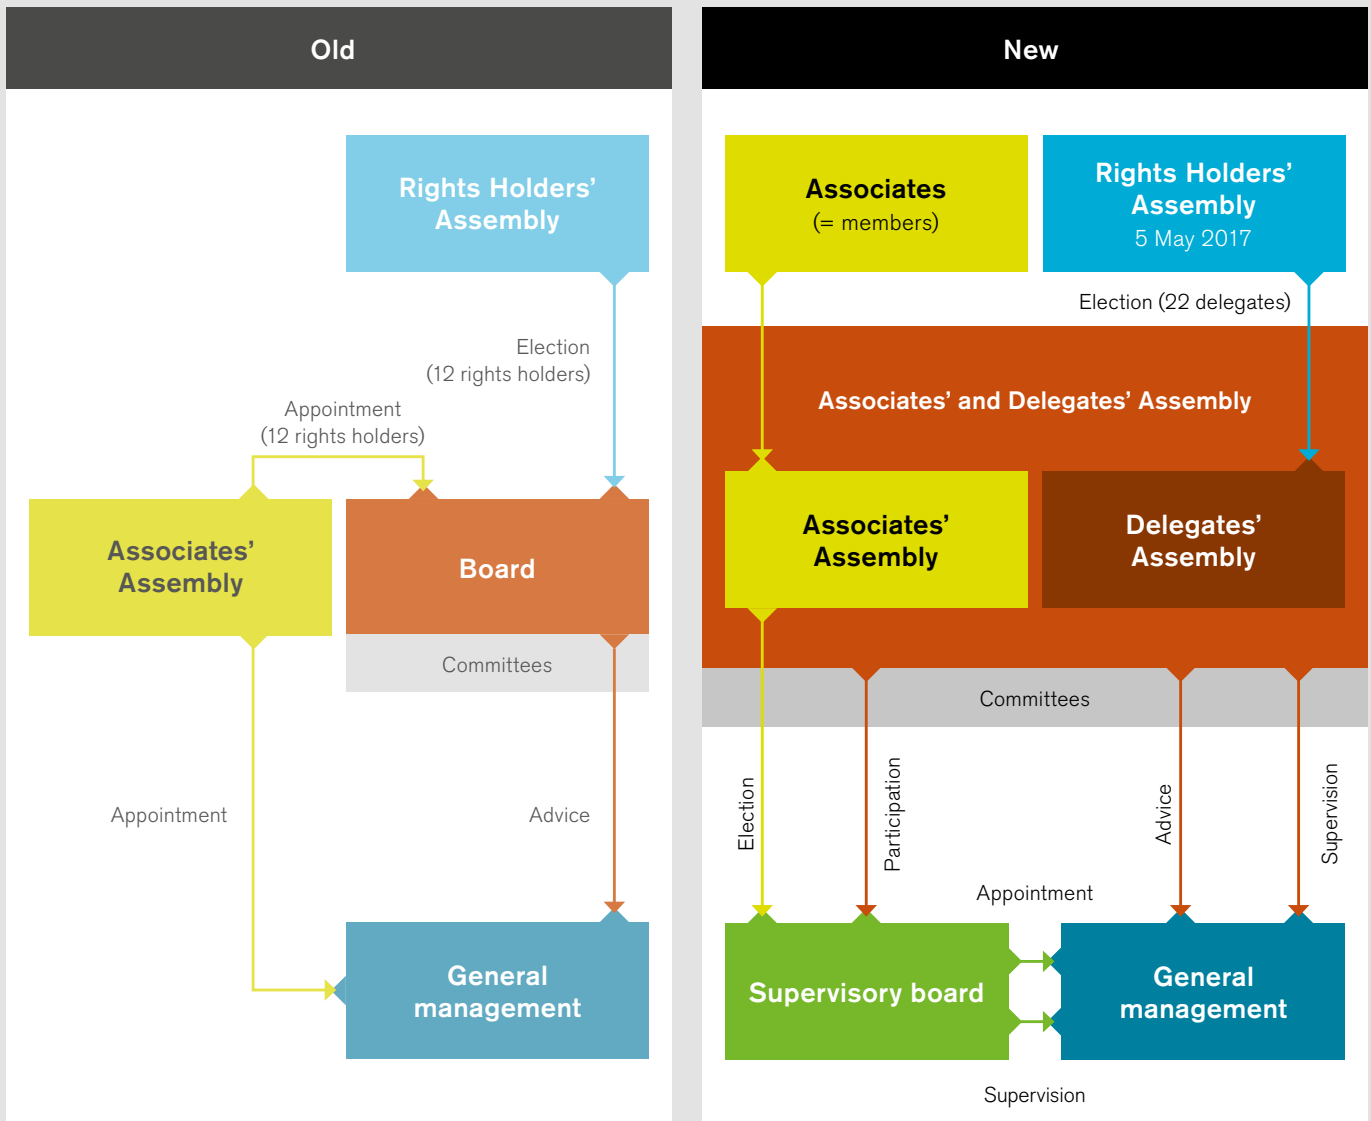 Old
Rights Holders’
Assembly
Election
(12 rights holders)
Appointment
(12 rights holders)
Associates’
Assembly
Board
Committees
Appointment
Advice
General
management
New
Associates
(= members)
Rights Holders’
Assembly
5 May 2017
Election (22 delegates)
Associates’ and Delegates’ Assembly
Associates’
Assembly
Delegates’
Assembly
Committees
Election
Participation
Advice
Supervision
Appointment
Supervisory board
General
management
Supervision